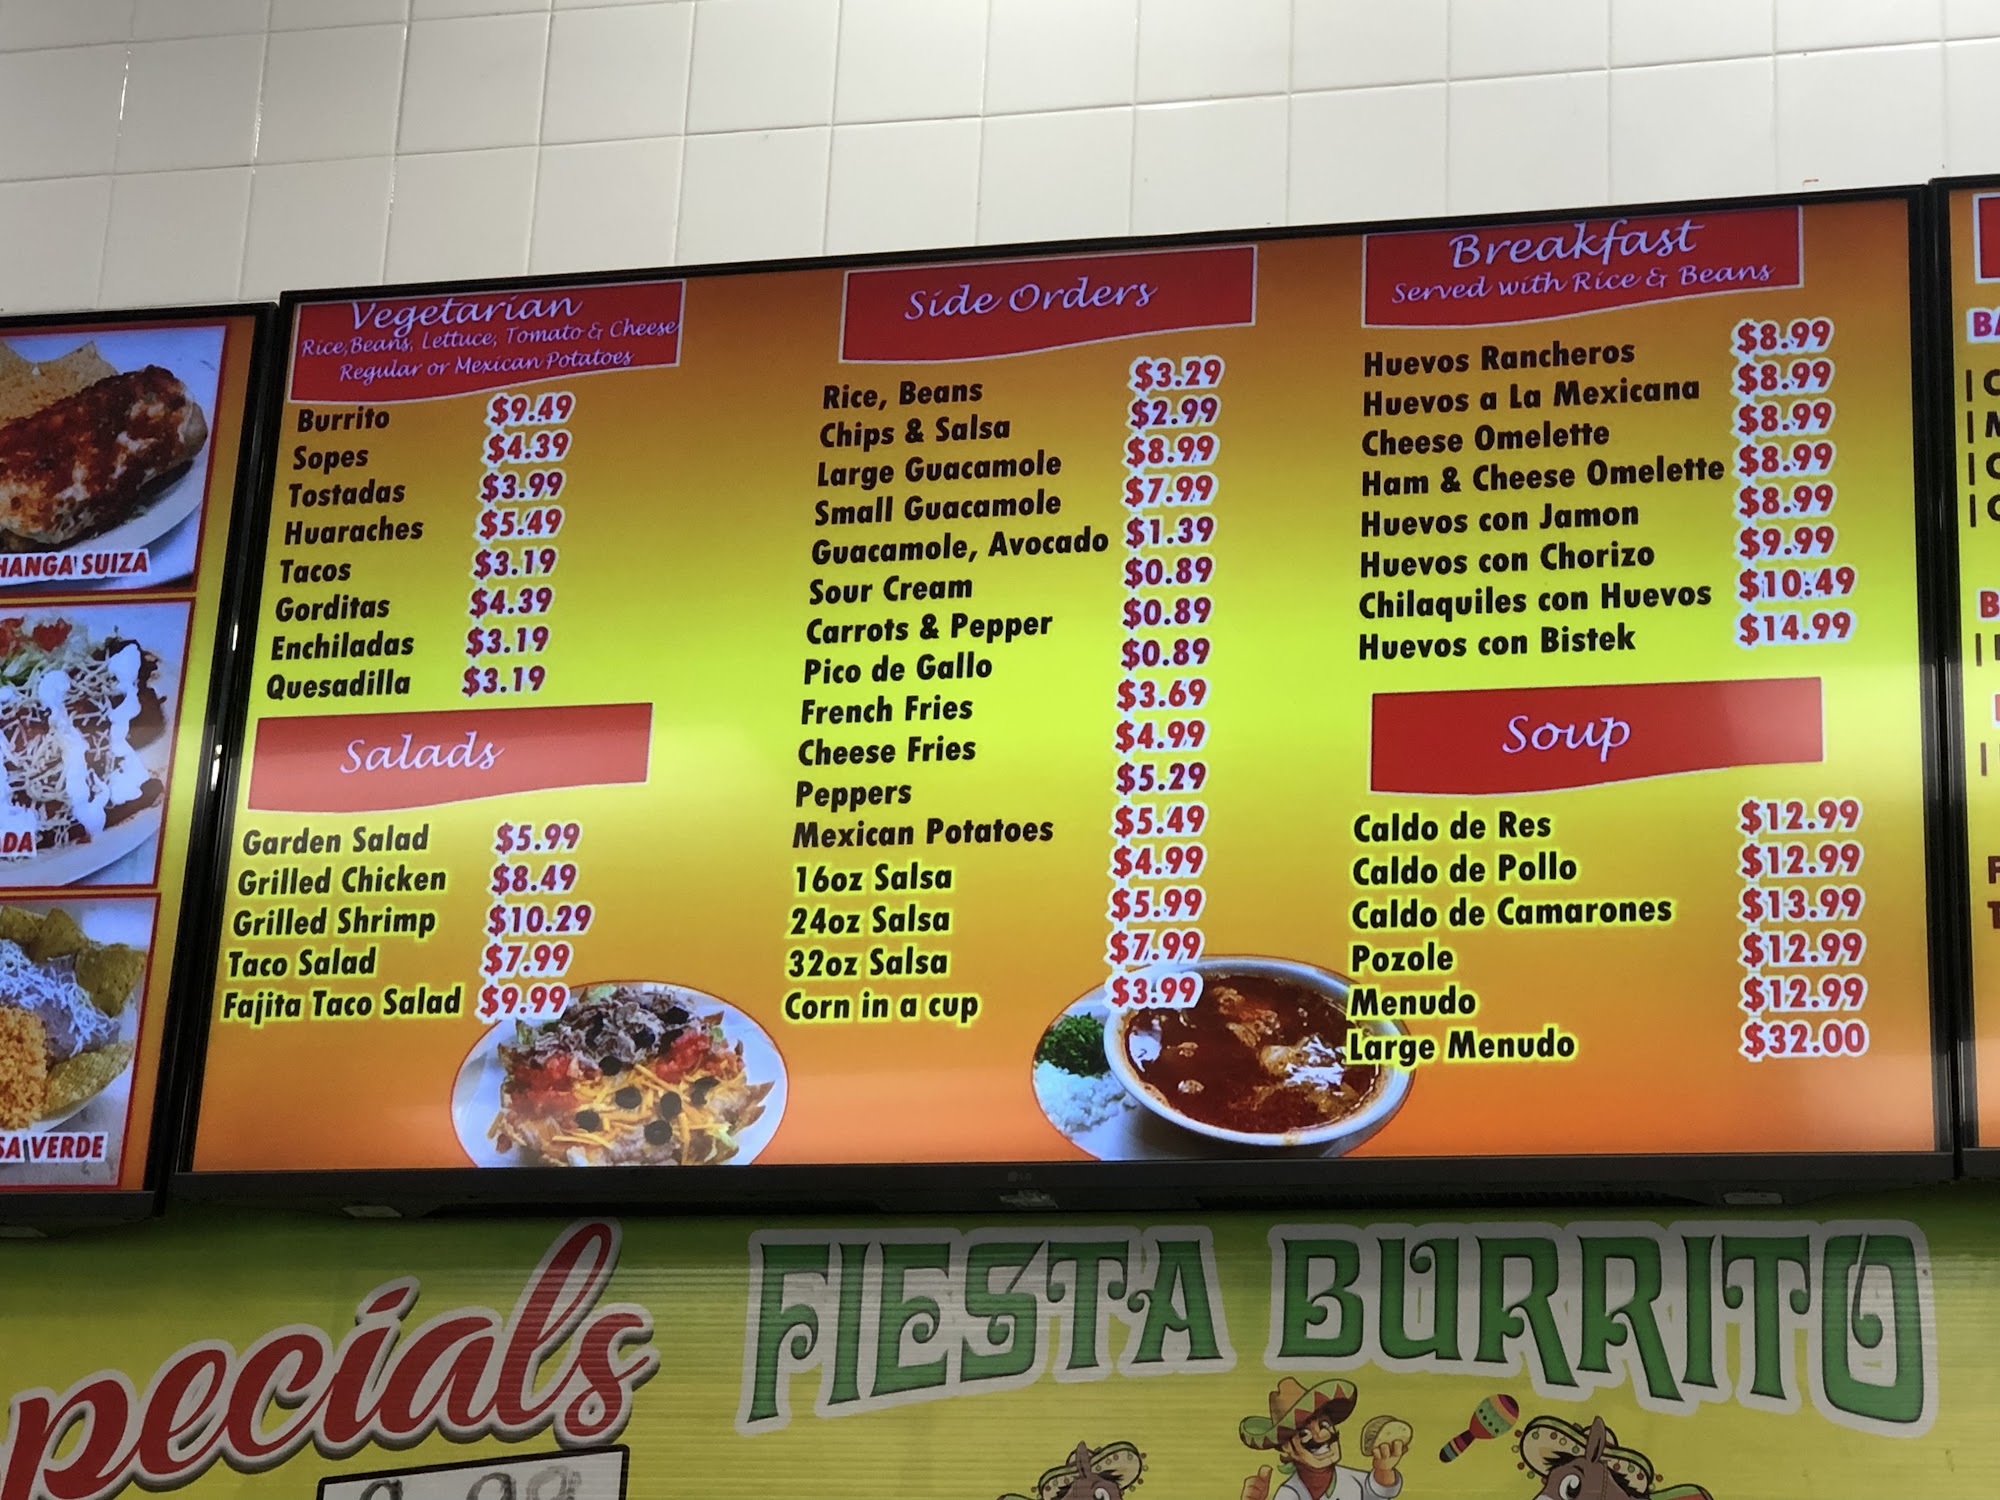 HANGA SUIZA
ADA
SA VERDE
Vegetarian
Rice, Beans, Lettuce, Tomato & Cheese
Regular or Mexican Potatoes
Burrito $9.49
Sopes $4.39
Tostadas $3.99
Huaraches $5.49
Tacos $3.19
Gorditas $4.39
Enchiladas $3.19
Quesadilla $3.19
Salads
Garden Salad $5.99
Grilled Chicken $8.49
Grilled Shrimp $10.29
Taco Salad $7.99
Fajita Taco Salad $9.99
Side Orders
Rice, Beans $3.29
Chips & Salsa $2.99
Large Guacamole $8.99
Small Guacamole $7.99
Guacamole, Avocado $1.39
Sour Cream $0.89
Carrots & Pepper $0.89
Pico de Gallo $0.89
French Fries $3.69
Cheese Fries $4.99
Peppers $5.29
Mexican Potatoes $5.49
16oz Salsa $4.99
24oz Salsa $5.99
32oz Salsa $7.99
Corn in a cup $3.99
Breakfast
Served with Rice & Beans
Huevos Rancheros $8.99
Huevos a La Mexicana $8.99
Cheese Omelette $8.99
Ham & Cheese Omelette $8.99
Huevos con Jamon $8.99
Huevos con Chorizo $9.99
Chilaquiles con Huevos $10.49
Huevos con Bistek $14.99
Soup
Caldo de Res $12.99
Caldo de Pollo $12.99
Caldo de Camarones $13.99
Pozole $12.99
Menudo $12.99
Large Menudo $32.00
LG
pecials
FIESTA BURRITO